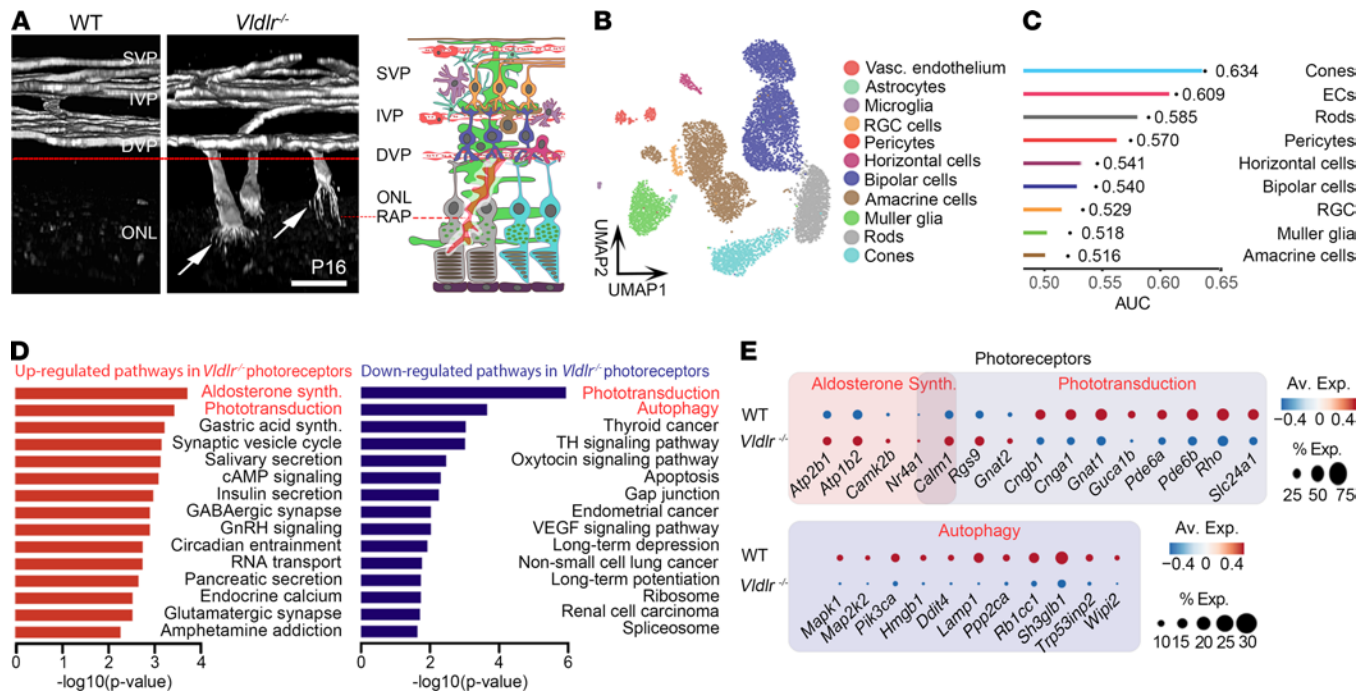 A
WT
Vldlr-/-
SVP
IVP
DVP
ONL
P16
SVP
IVP
DVP
ONL
RAP
B
UMAP2
UMAP1
Vasc. endothelium
Astrocytes
Microglia
RGC cells
Pericytes
Horizontal cells
Bipolar cells
Amacrine cells
Muller glia
Rods
Cones
C
0.634 Cones
0.609 ECs
0.585 Rods
0.570 Pericytes
0.541 Horizontal cells
0.540 Bipolar cells
0.529 RGC
0.518 Muller glia
0.516 Amacrine cells
0.50 0.55 0.60 0.65
AUC
D
Up-regulated pathways in Vldlr-/- photoreceptors
Aldosterone synth.
Phototransduction
Gastric acid synth.
Synaptic vesicle cycle
Salivary secretion
cAMP signaling
Insulin secretion
GABAergic synapse
GnRH signaling
Circadian entrainment
RNA transport
Pancreatic secretion
Endocrine calcium
Glutamatergic synapse
Amphetamine addiction
0 1 2 3 4
-log10(p-value)
Down-regulated pathways in Vldlr-/- photoreceptors
Phototransduction
Autophagy
Thyroid cancer
TH signaling pathway
Oxytocin signaling pathway
Apoptosis
Gap junction
Endometrial cancer
VEGF signaling pathway
Long-term depression
Non-small cell lung cancer
Long-term potentiation
Ribosome
Renal cell carcinoma
Spliceosome
0 2 4 6
-log10(p-value)
E
Photoreceptors
Aldosterone Synth. Phototransduction
WT
Vldlr -/-
Atp2b1 Atp1b2 Camk2b Nr4a1 Calm1 Rgs9 Gnat2 Cngb1 Cnga1 Gnat1 Guca1b Pde6a Pde6b Rho Slc24a1
Av. Exp.
-0.4 0 0.4
% Exp.
25 50 75
Autophagy
WT
Vldlr -/-
Mapk1 Map2k2 Pik3ca Hmgb1 Ddit4 Lamp1 Ppp2ca Rb1cc1 Sh3glb1 Trp53inp2 Wipi2
Av. Exp.
-0.4 0 0.4
% Exp.
10 15 20 25 30